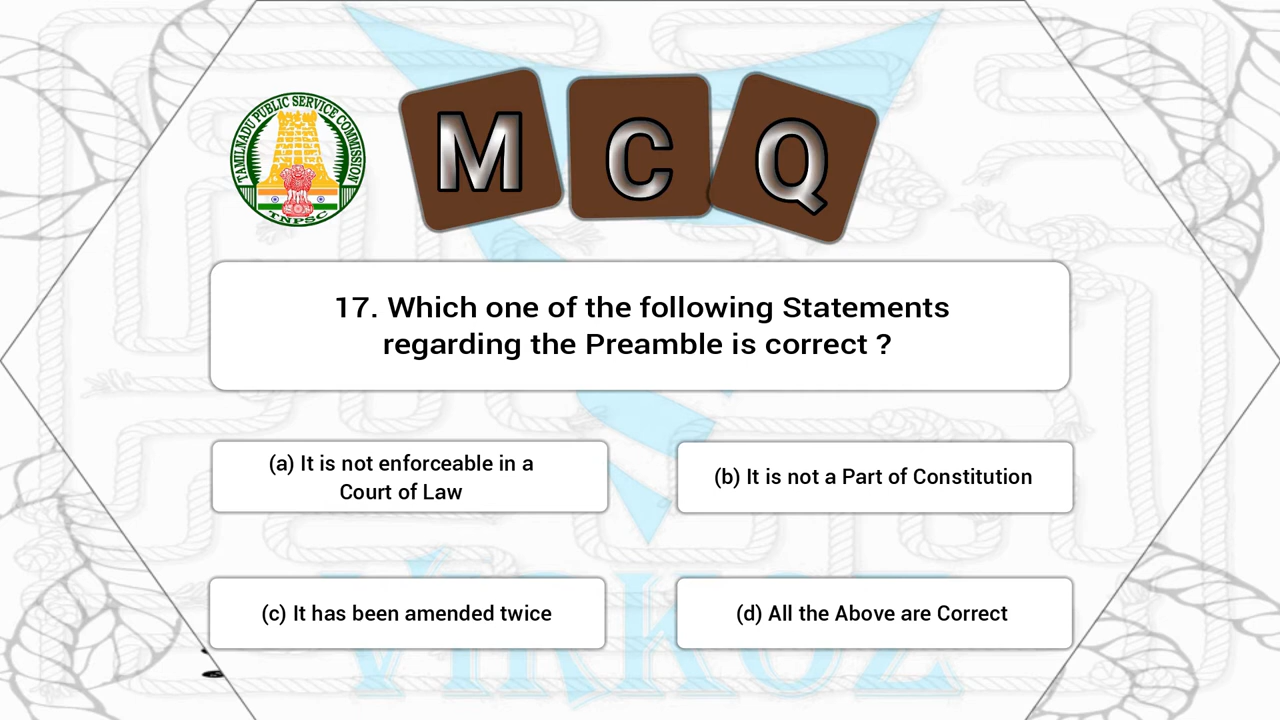 TAMILNADU PUBLIC SERVICE COMMISSION
TNPSC
M C Q
17. Which one of the following Statements
regarding the Preamble is correct ?
(a) It is not enforceable in a
Court of Law
(b) It is not a Part of Constitution
(c) It has been amended twice
(d) All the Above are Correct
VIRKOZ